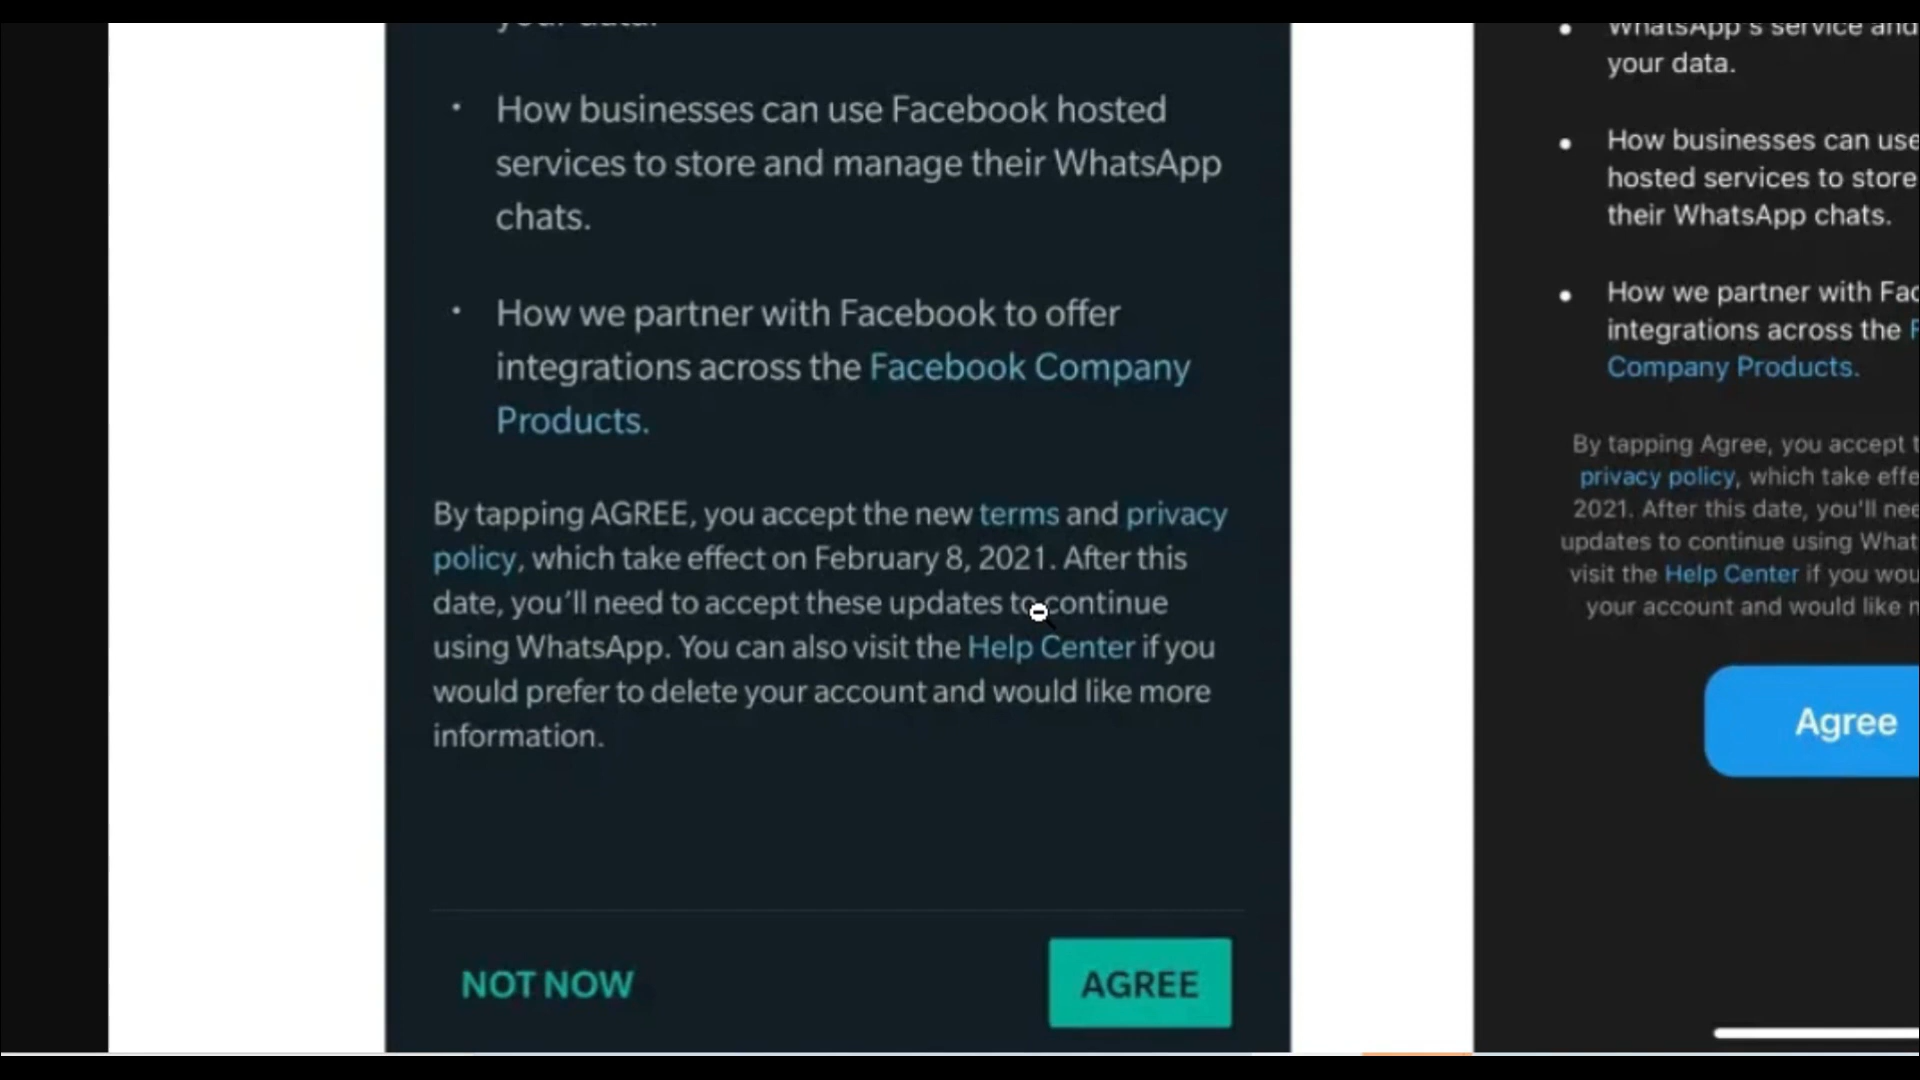 your data.
How businesses can use Facebook hosted
services to store and manage their WhatsApp
chats.
How we partner with Facebook to offer
integrations across the Facebook Company
Products.
By tapping AGREE, you accept the new terms and privacy
policy, which take effect on February 8, 2021. After this
date, you'll need to accept these updates to continue
using WhatsApp. You can also visit the Help Center if you
would prefer to delete your account and would like more
information.
NOT NOW
AGREE
WhatsApp's service and
your data.
How businesses can use
hosted services to store
their WhatsApp chats.
How we partner with
integrations across the
Company Products.
By tapping Agree, you accept
privacy policy, which take
2021. After this date, you'll
updates to continue using
visit the Help Center if you
your account and would like
Agree